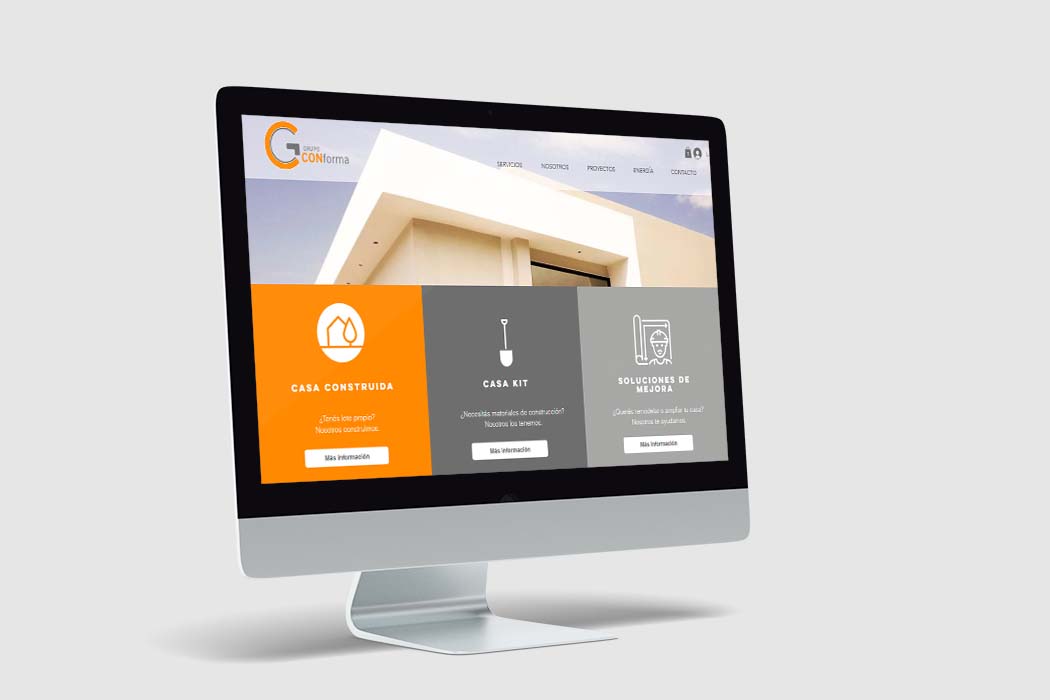 GRUPO
CONforma
SERVICIOS
NOSOTROS
PROYECTOS
ENERGÍA
CONTACTO
CASA CONSTRUIDA
¿Tenés lote propio?
Nosotros construimos.
Más Información
CASA KIT
¿Necesitás materiales de construcción?
Nosotros los tenemos.
Más Información
SOLUCIONES DE
MEJORA
¿Querés remodelar o ampliar tu casa?
Nosotros te ayudamos.
Más Información